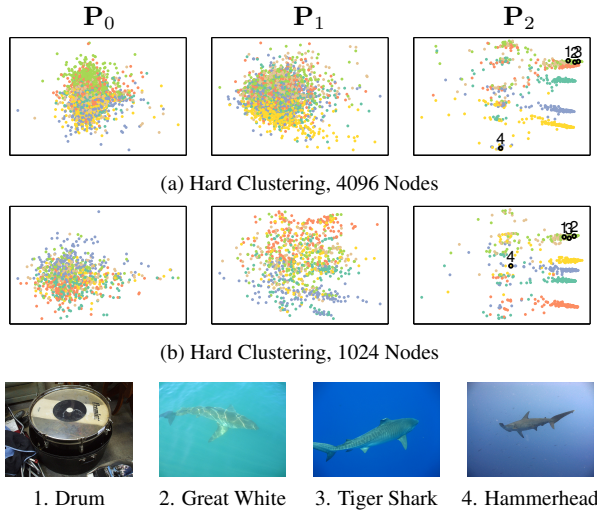 P0 P1 P2
123
4
(a) Hard Clustering, 4096 Nodes
132
4
(b) Hard Clustering, 1024 Nodes
1. Drum 2. Great White 3. Tiger Shark 4. Hammerhead